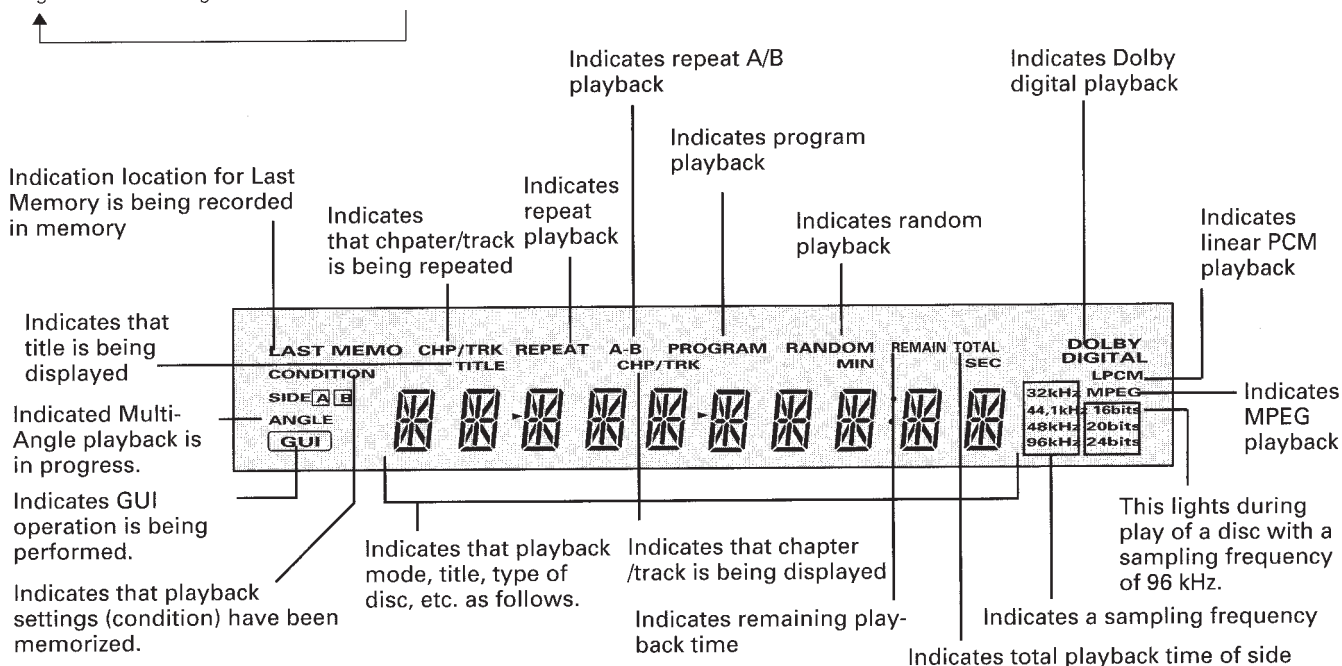 Indicates repeat A/B
playback
Indicates Dolby
digital playback
Indicates program
playback
Indication location for Last
Memory is being recorded
in memory
Indicates
that chpater/track
is being repeated
Indicates
repeat
playback
Indicates random
playback
Indicates
linear PCM
playback
Indicates that
title is being
displayed
LAST MEMO CHP/TRK REPEAT A-B PROGRAM RANDOM REMAIN TOTAL DOLBY
DIGITAL
CONDITION TITLE CHP/TRK MIN SEC LPCM
SIDE A B 32kHz MPEG
ANGLE 44,1kHz 16bits
GUI 48kHz 20bits
96kHz 24bits
Indicated Multi-
Angle playback is
in progress.
Indicates
MPEG
playback
Indicates GUI
operation is being
performed.
Indicates that playback
settings (condition) have been
memorized.
Indicates that playback
mode, title, type of
disc, etc. as follows.
Indicates that chapter
/track is being displayed
Indicates remaining play-
back time
This lights during
play of a disc with a
sampling frequency
of 96 kHz.
Indicates a sampling frequency
Indicates total playback time of side